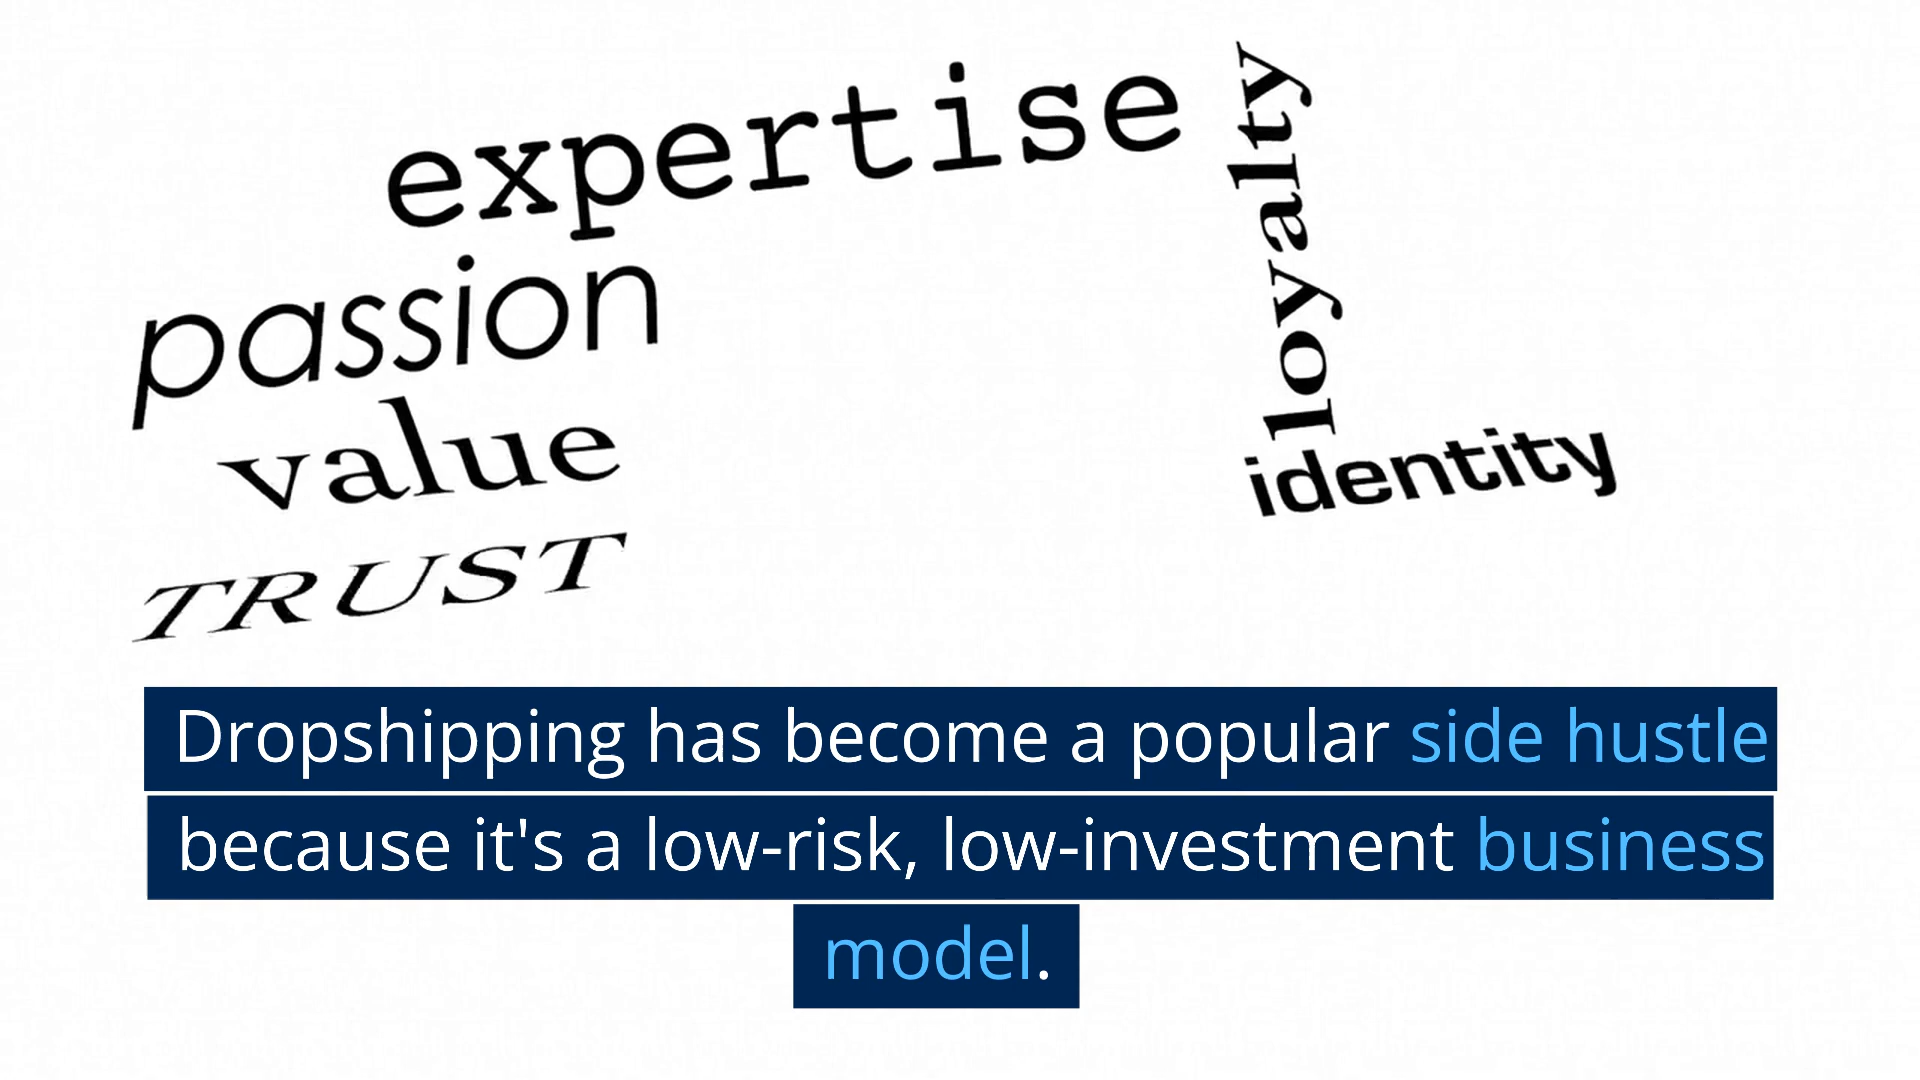 expertise
loyalty
passion
value
identity
TRUST
Dropshipping has become a popular side hustle
because it's a low-risk, low-investment business
model.